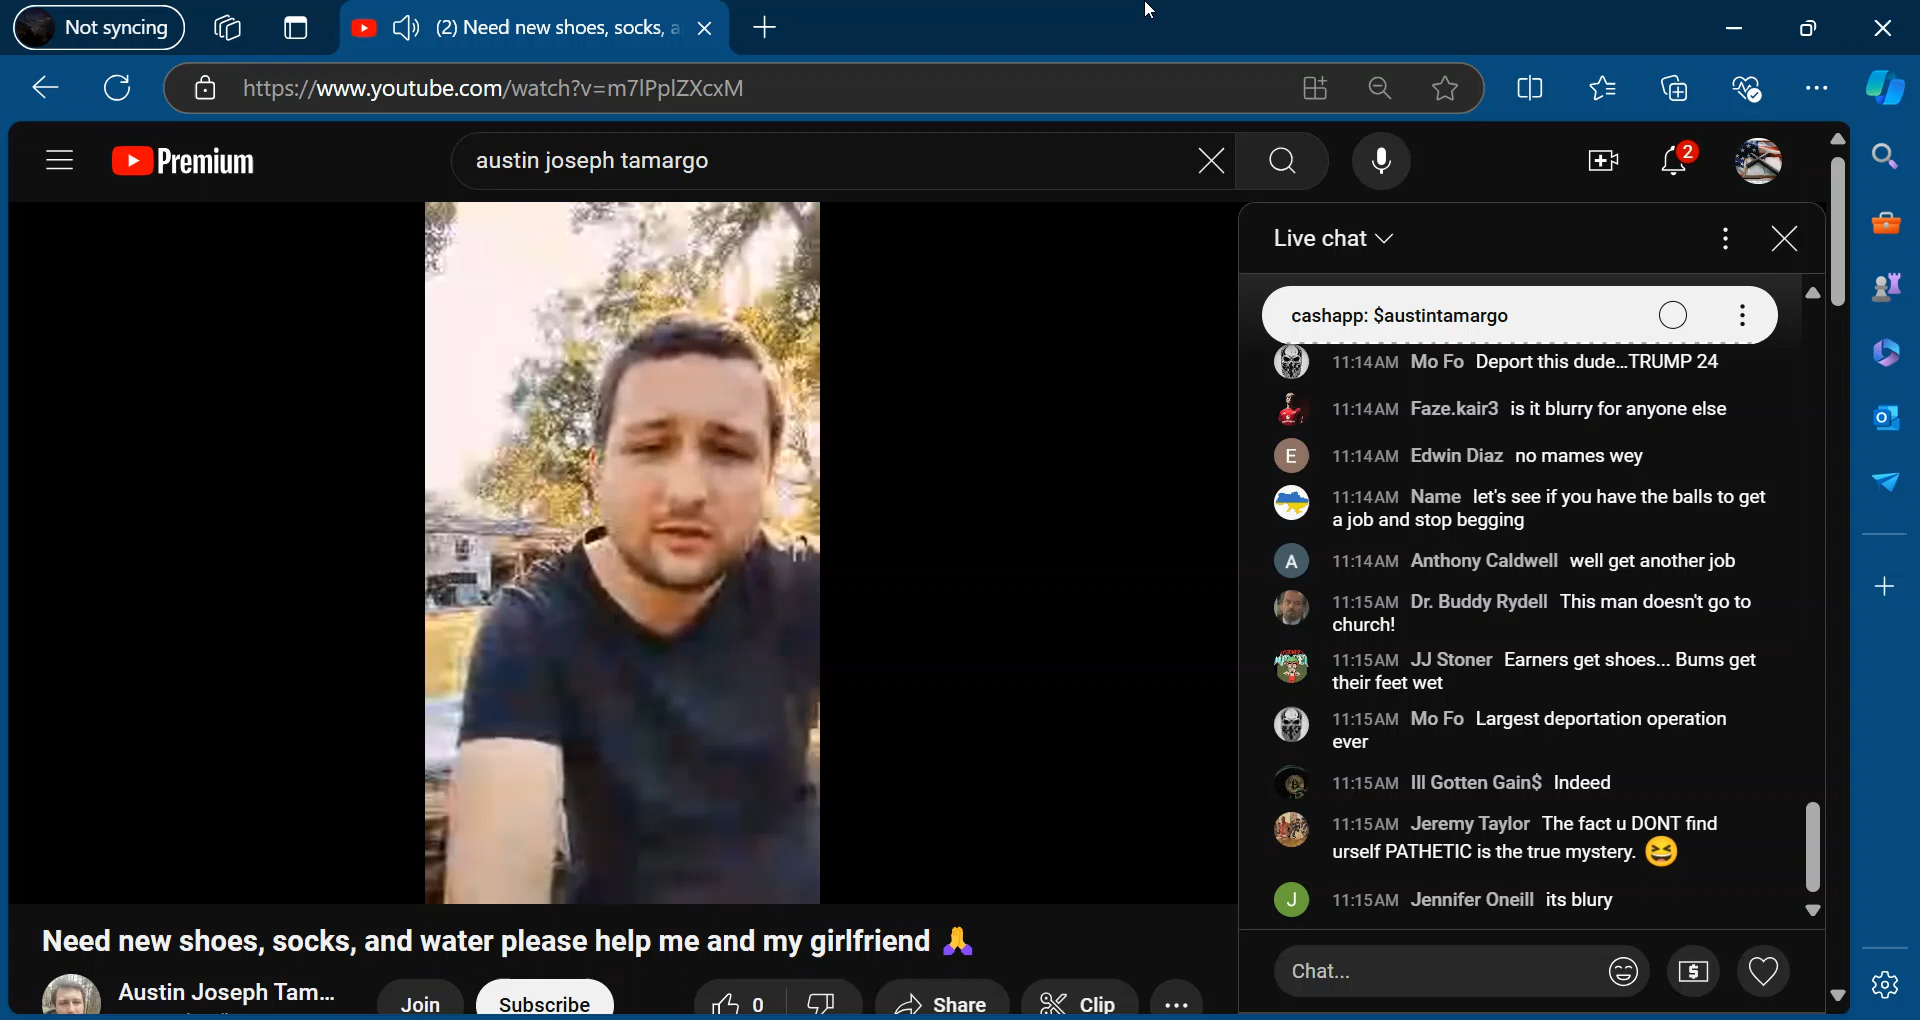 Not syncing
(2) Need new shoes, socks, a
https://www.youtube.com/watch?v=m7lPplZXcxM
Premium
austin joseph tamargo
2
Live chat
cashapp: $austintamargo
11:14AM Mo Fo Deport this dude...TRUMP 24
11:14AM Faze.kair3 is it blurry for anyone else
E 11:14AM Edwin Diaz no mames wey
11:14AM Name let's see if you have the balls to get
a job and stop begging
A 11:14AM Anthony Caldwell well get another job
11:15AM Dr. Buddy Rydell This man doesn't go to
church!
11:15AM JJ Stoner Earners get shoes... Bums get
their feet wet
11:15AM Mo Fo Largest deportation operation
ever
11:15AM Ill Gotten Gain$ Indeed
11:15AM Jeremy Taylor The fact u DONT find
urself PATHETIC is the true mystery. 😆
J 11:15AM Jennifer Oneill its blury
Chat...
Need new shoes, socks, and water please help me and my girlfriend 🙏
Austin Joseph Tam...
Join
Subscribe
0
Share
Clip